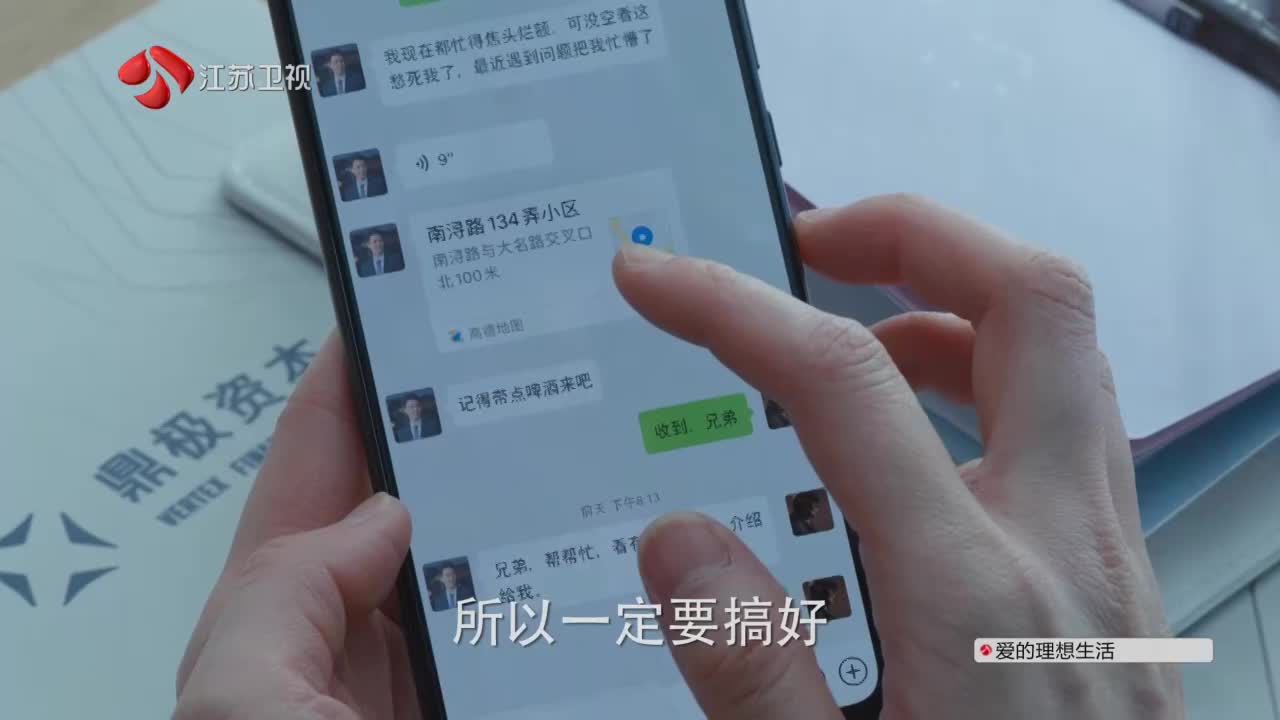 江苏卫视
我现在都忙得焦头烂额，可没空看这
愁死我了，最近遇到问题把我忙懵了
9"
南浔路134弄小区
南浔路与大名路交叉口
北100米
高德地图
记得带点啤酒来吧
收到，兄弟
前天 下午8:13
兄弟，帮帮忙，看有
介绍
给我。
鼎极资本
VERTEX FIN
所以一定要搞好
爱的理想生活